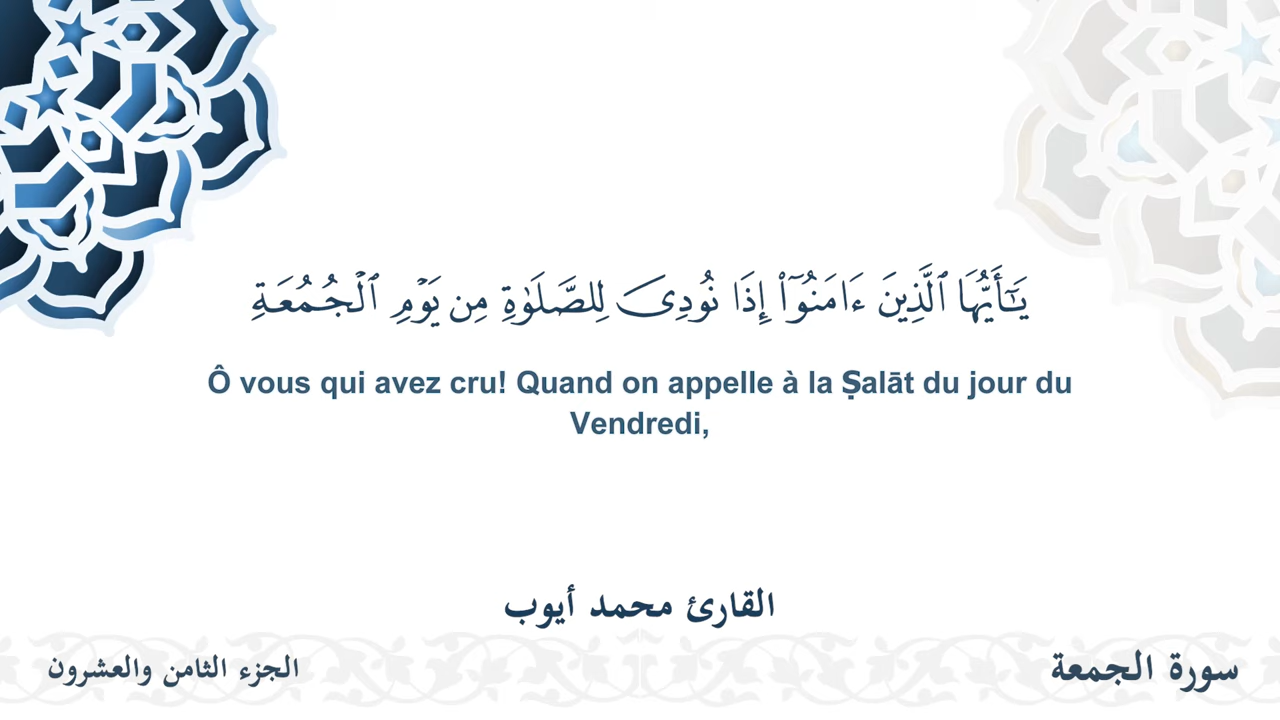 يَـٰٓأَيُّهَا ٱلَّذِينَ ءَامَنُوٓا۟ إِذَا نُودِىَ لِلصَّلَوٰةِ مِن يَوْمِ ٱلْجُمُعَةِ
Ô vous qui avez cru! Quand on appelle à la Ṣalāt du jour du
Vendredi,
القارئ محمد أيوب
سورة الجمعة
الجزء الثامن والعشرون